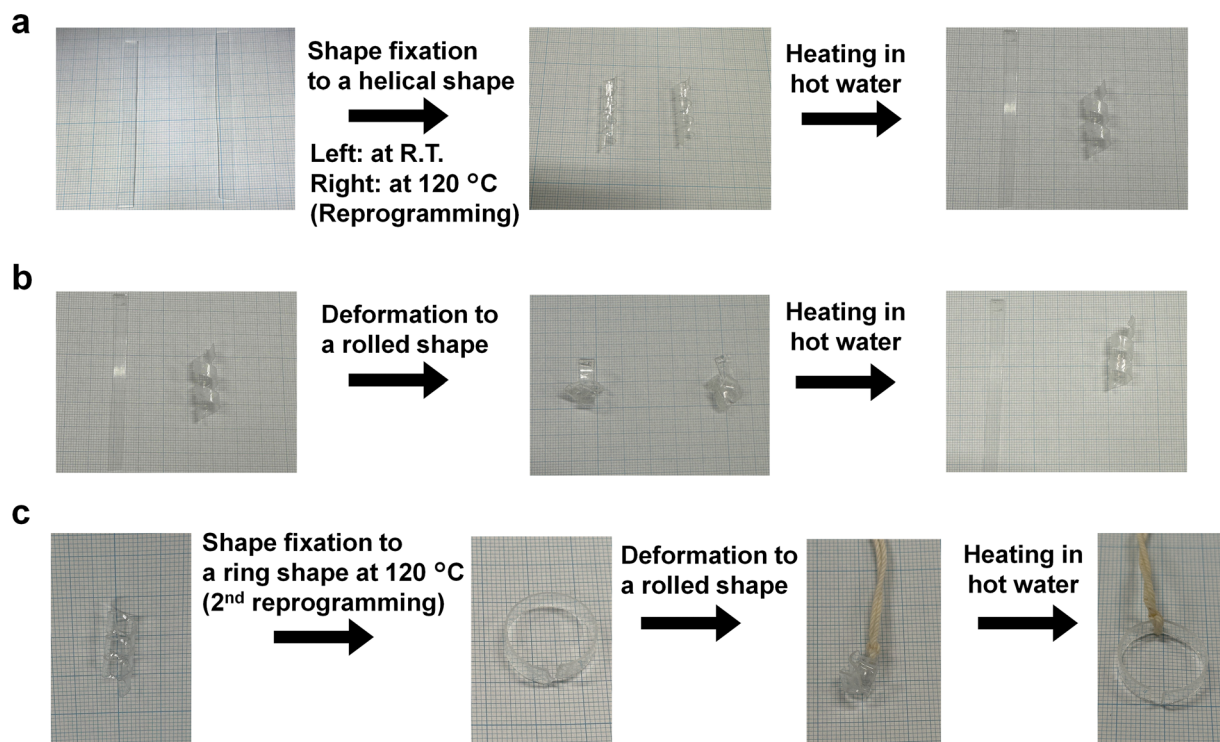 a
Shape fixation
to a helical shape
Left: at R.T.
Right: at 120 °C
(Reprogramming)
Heating in
hot water
b
Deformation to
a rolled shape
Heating in
hot water
c
Shape fixation to
a ring shape at 120 °C
(2nd reprogramming)
Deformation to
a rolled shape
Heating in
hot water